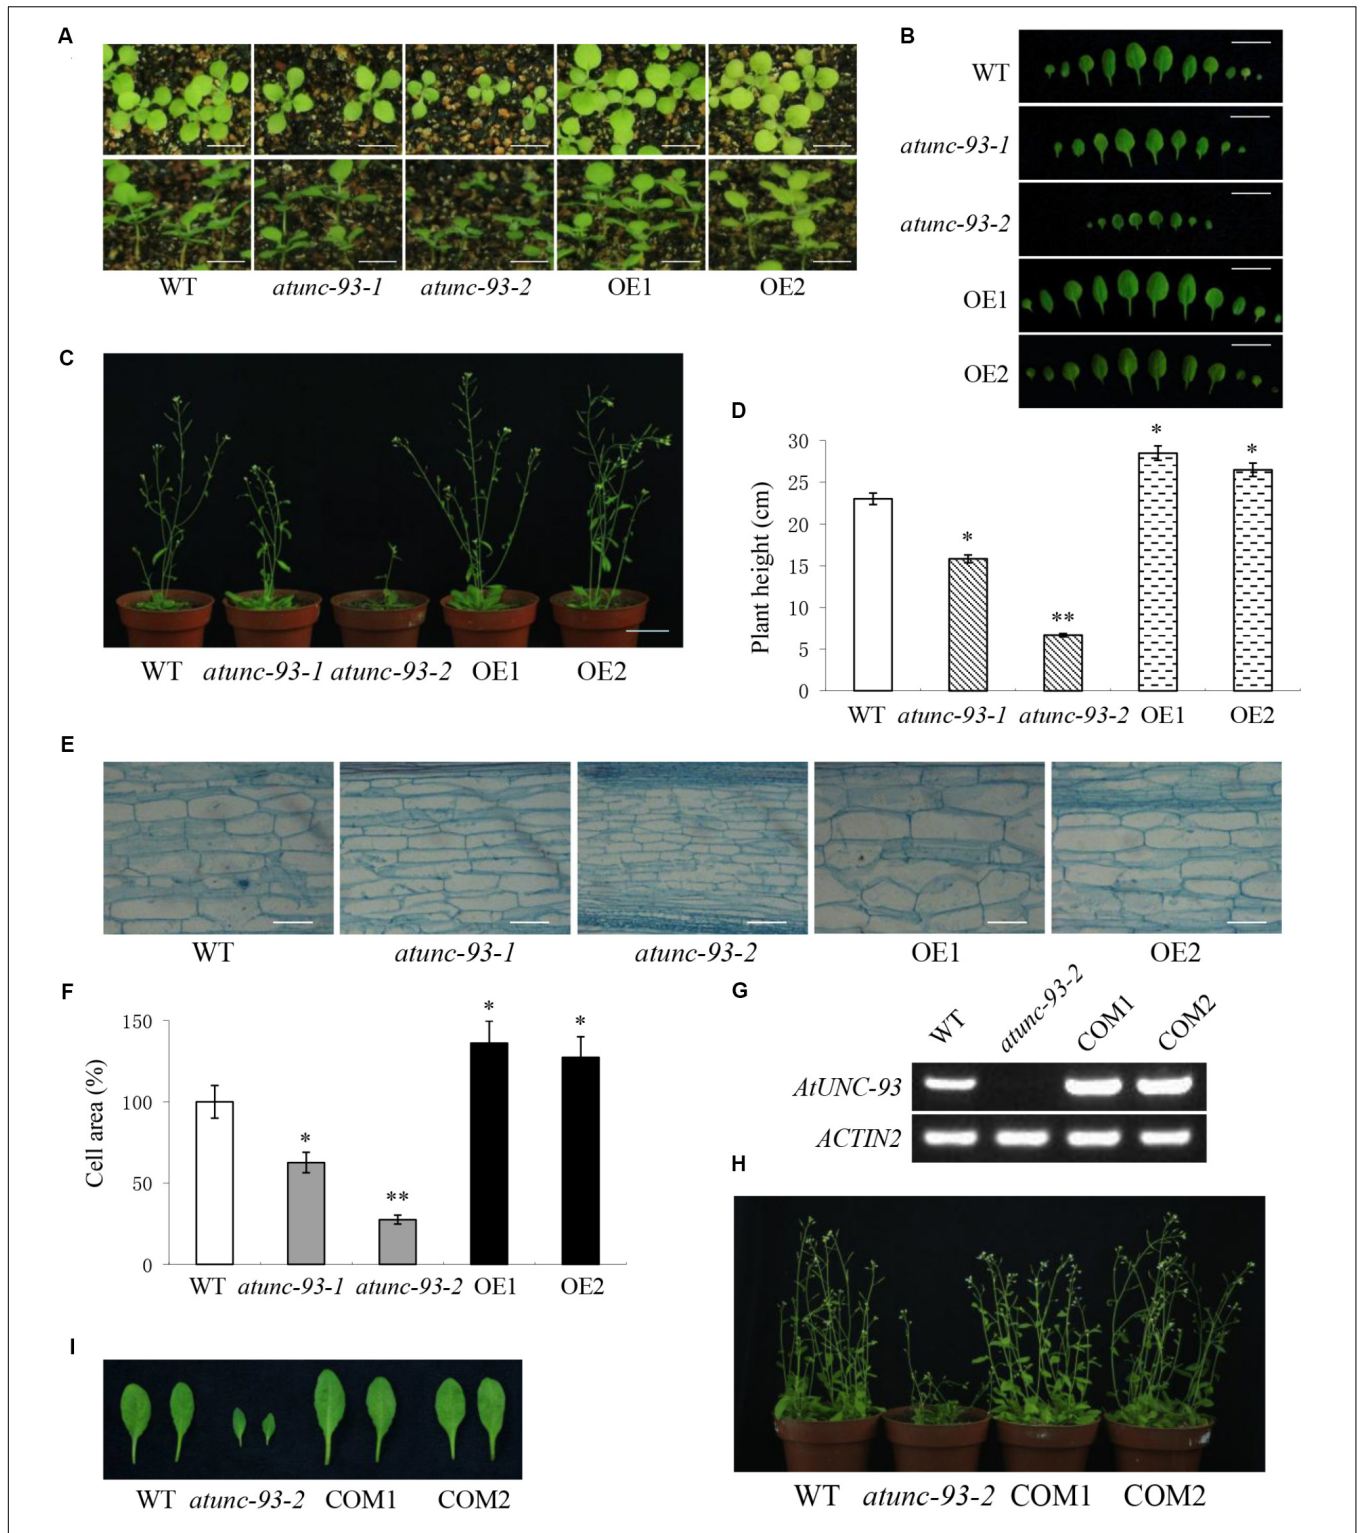 A
WT
atunc-93-1
atunc-93-2
OE1
OE2
B
WT
atunc-93-1
atunc-93-2
OE1
OE2
C
WT atunc-93-1 atunc-93-2 OE1 OE2
D
Plant height (cm)
30
25
20
15
10
5
0
*
*
**
*
*
WT atunc-93-1 atunc-93-2 OE1 OE2
E
WT
atunc-93-1
atunc-93-2
OE1
OE2
F
Cell area (%)
150
100
50
0
*
**
*
*
WT atunc-93-1 atunc-93-2 OE1 OE2
G
WT
atunc-93-2
COM1
COM2
AtUNC-93
ACTIN2
H
WT atunc-93-2 COM1 COM2
I
WT atunc-93-2 COM1 COM2